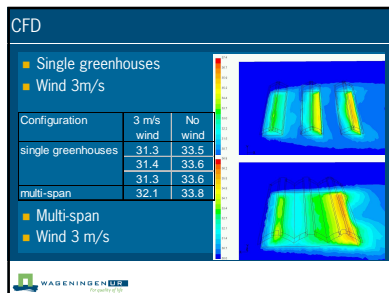 CFD
Single greenhouses
Wind 3m/s
Configuration 3 m/s wind No wind
single greenhouses 31.3 33.5
31.4 33.6
31.3 33.6
multi-span 32.1 33.8
Multi-span
Wind 3 m/s
WAGENINGEN UR
For quality of life